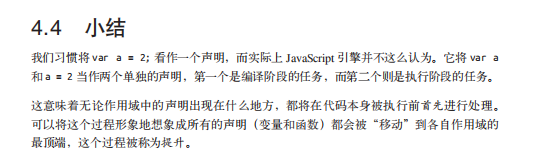 4.4 小结
我们习惯将 var a = 2; 看作一个声明，而实际上 JavaScript 引擎并不这么认为。它将 var a
和 a = 2 当作两个单独的声明，第一个是编译阶段的任务，而第二个则是执行阶段的任务。
这意味着无论作用域中的声明出现在什么地方，都将在代码本身被执行前首先进行处理。
可以将这个过程形象地想象成所有的声明（变量和函数）都会被“移动”到各自作用域的
最顶端，这个过程被称为提升。